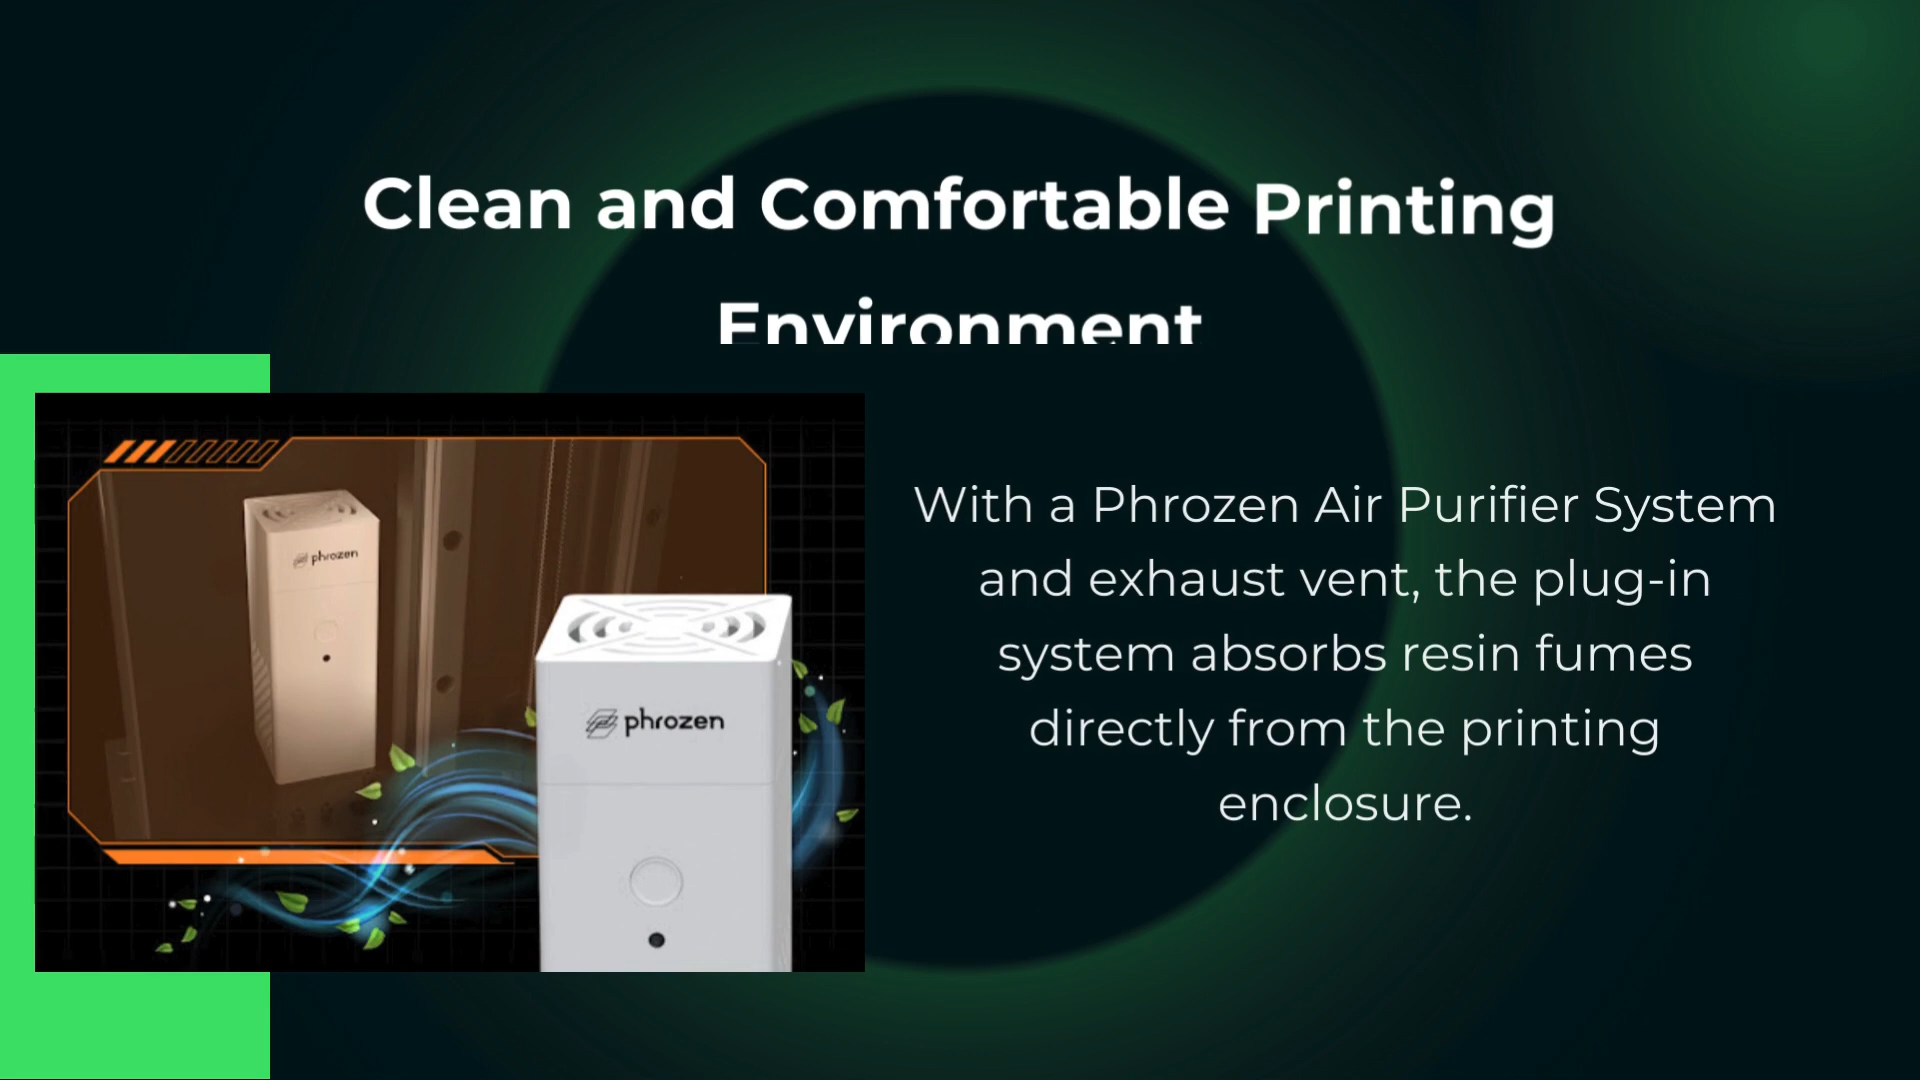 Clean and Comfortable Printing
Environment
phrozen
phrozen
With a Phrozen Air Purifier System
and exhaust vent, the plug-in
system absorbs resin fumes
directly from the printing
enclosure.